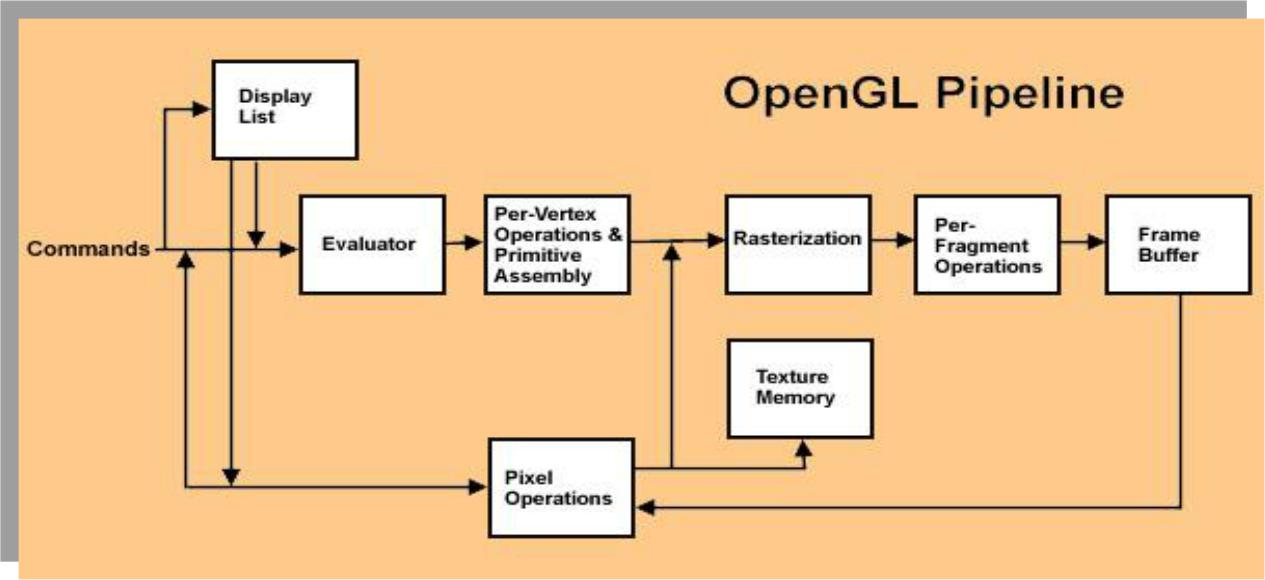 OpenGL Pipeline
Display
List
Commands
Evaluator
Per-Vertex
Operations &
Primitive
Assembly
Rasterization
Per-
Fragment
Operations
Frame
Buffer
Texture
Memory
Pixel
Operations